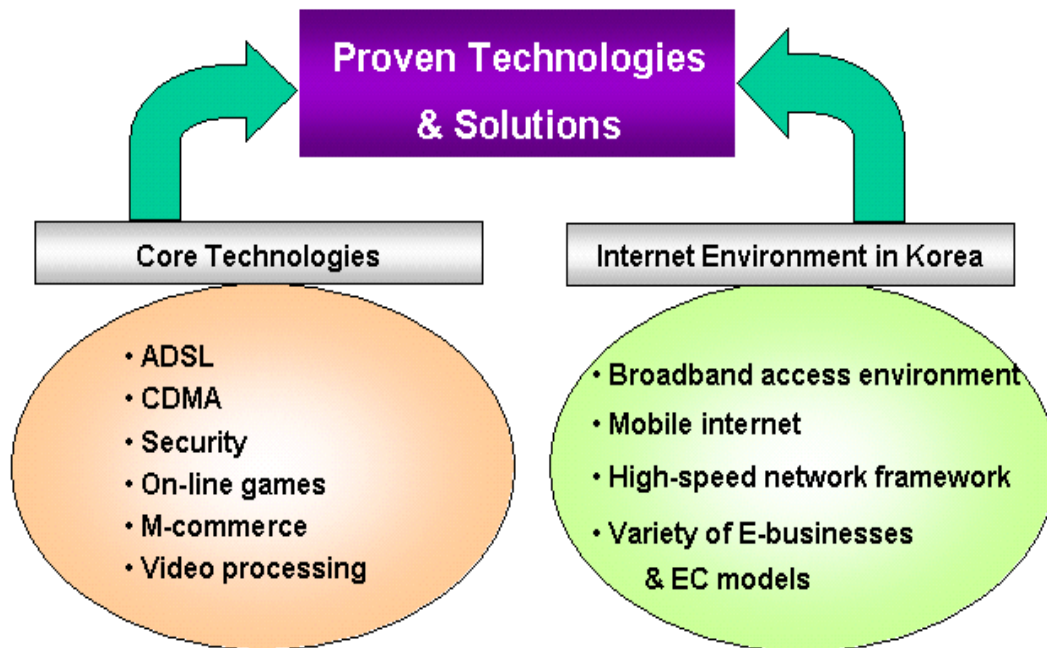 Proven Technologies
& Solutions
Core Technologies
• ADSL
• CDMA
• Security
• On-line games
• M-commerce
• Video processing
Internet Environment in Korea
• Broadband access environment
• Mobile internet
• High-speed network framework
• Variety of E-businesses
& EC models